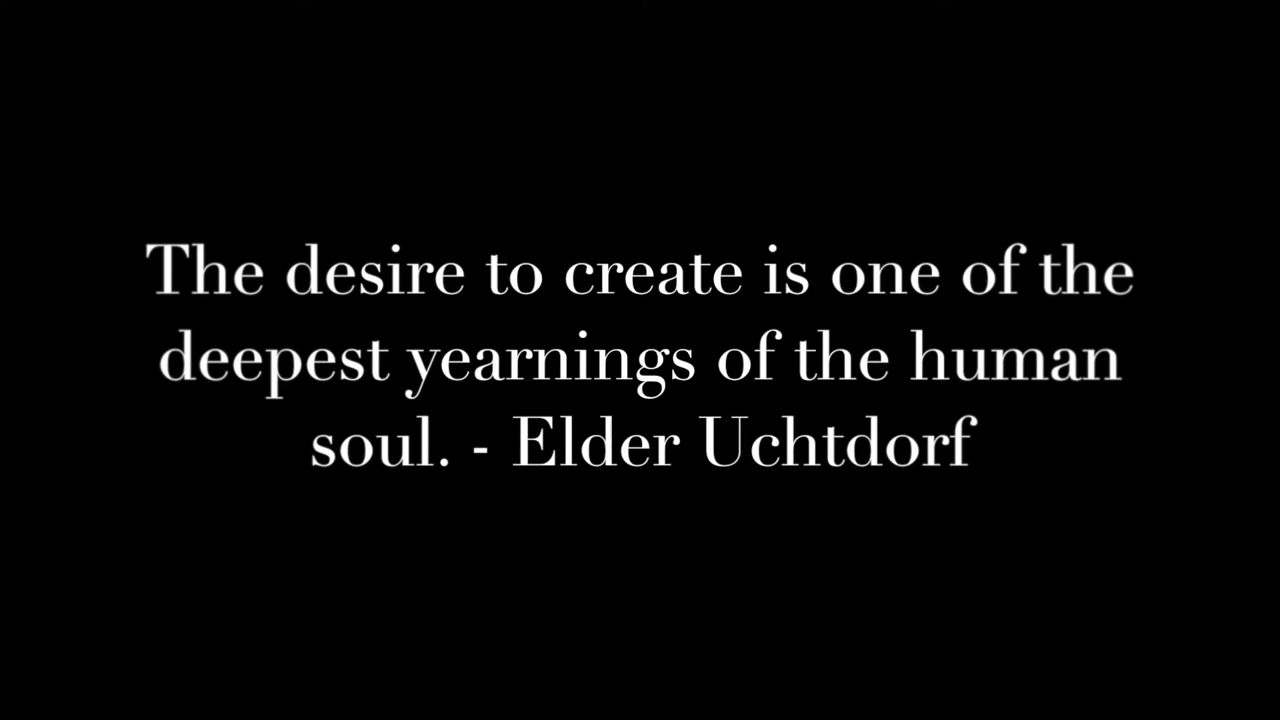 The desire to create is one of the
deepest yearnings of the human
soul. - Elder Uchtdorf